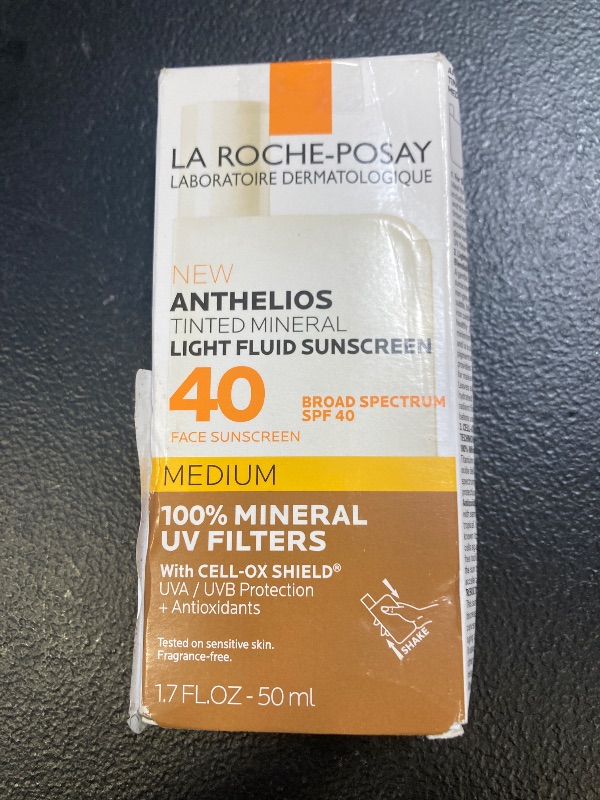 LA ROCHE-POSAY
LABORATOIRE DERMATOLOGIQUE
NEW
ANTHELIOS
TINTED MINERAL
LIGHT FLUID SUNSCREEN
40
BROAD SPECTRUM
SPF 40
FACE SUNSCREEN
MEDIUM
100% MINERAL
UV FILTERS
With CELL-OX SHIELD®
UVA / UVB Protection
+ Antioxidants
SHAKE
Tested on sensitive skin.
Fragrance-free.
1.7 FL.OZ - 50 ml